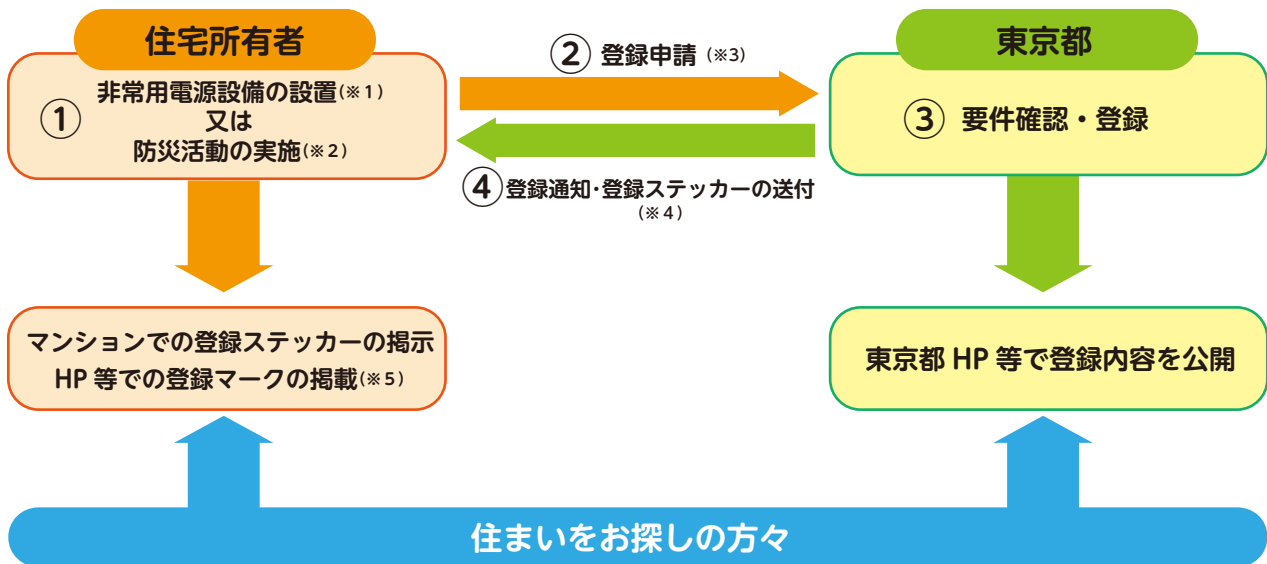 住宅所有者
① 非常用電源設備の設置(※1)
又は
防災活動の実施(※2)
② 登録申請 (※3)
④ 登録通知・登録ステッカーの送付
(※4)
東京都
③ 要件確認・登録
マンションでの登録ステッカーの掲示
HP 等での登録マークの掲載(※5)
東京都 HP 等で登録内容を公開
住まいをお探しの方々